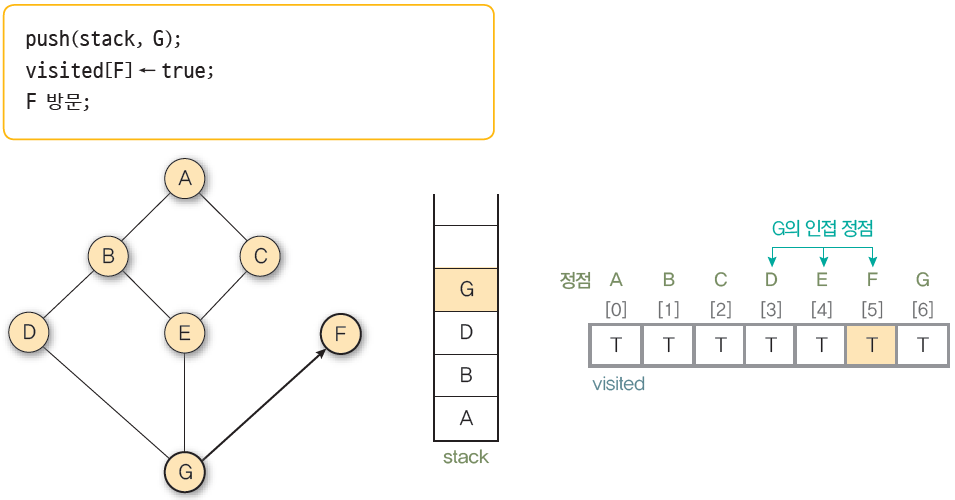 push(stack, G);
visited[F] ← true;
F 방문;
A
B
C
D
E
F
G
G
D
B
A
stack
G의 인접 정점
정점 A B C D E F G
[0] [1] [2] [3] [4] [5] [6]
T T T T T T T
visited